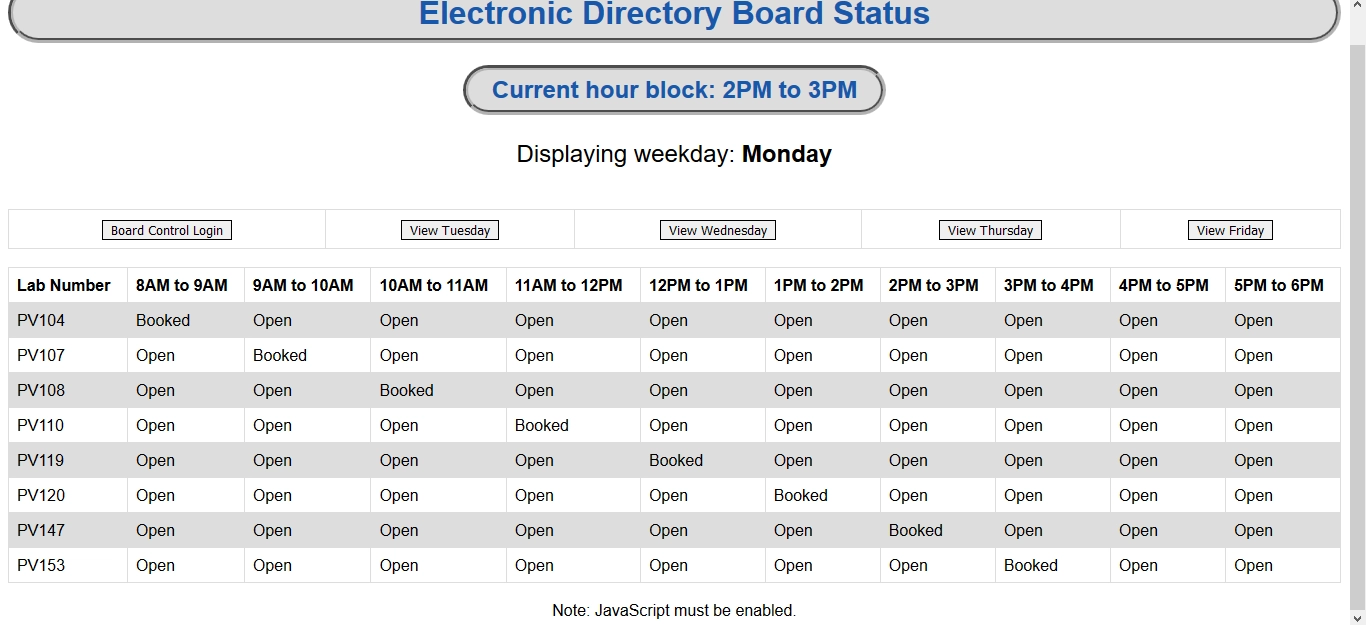 Electronic Directory Board Status
Current hour block: 2PM to 3PM
Displaying weekday: Monday
Board Control Login View Tuesday View Wednesday View Thursday View Friday
Lab Number 8AM to 9AM 9AM to 10AM 10AM to 11AM 11AM to 12PM 12PM to 1PM 1PM to 2PM 2PM to 3PM 3PM to 4PM 4PM to 5PM 5PM to 6PM
PV104 Booked Open Open Open Open Open Open Open Open Open
PV107 Open Booked Open Open Open Open Open Open Open Open
PV108 Open Open Booked Open Open Open Open Open Open Open
PV110 Open Open Open Booked Open Open Open Open Open Open
PV119 Open Open Open Open Booked Open Open Open Open Open
PV120 Open Open Open Open Open Booked Open Open Open Open
PV147 Open Open Open Open Open Open Booked Open Open Open
PV153 Open Open Open Open Open Open Open Booked Open Open
Note: JavaScript must be enabled.